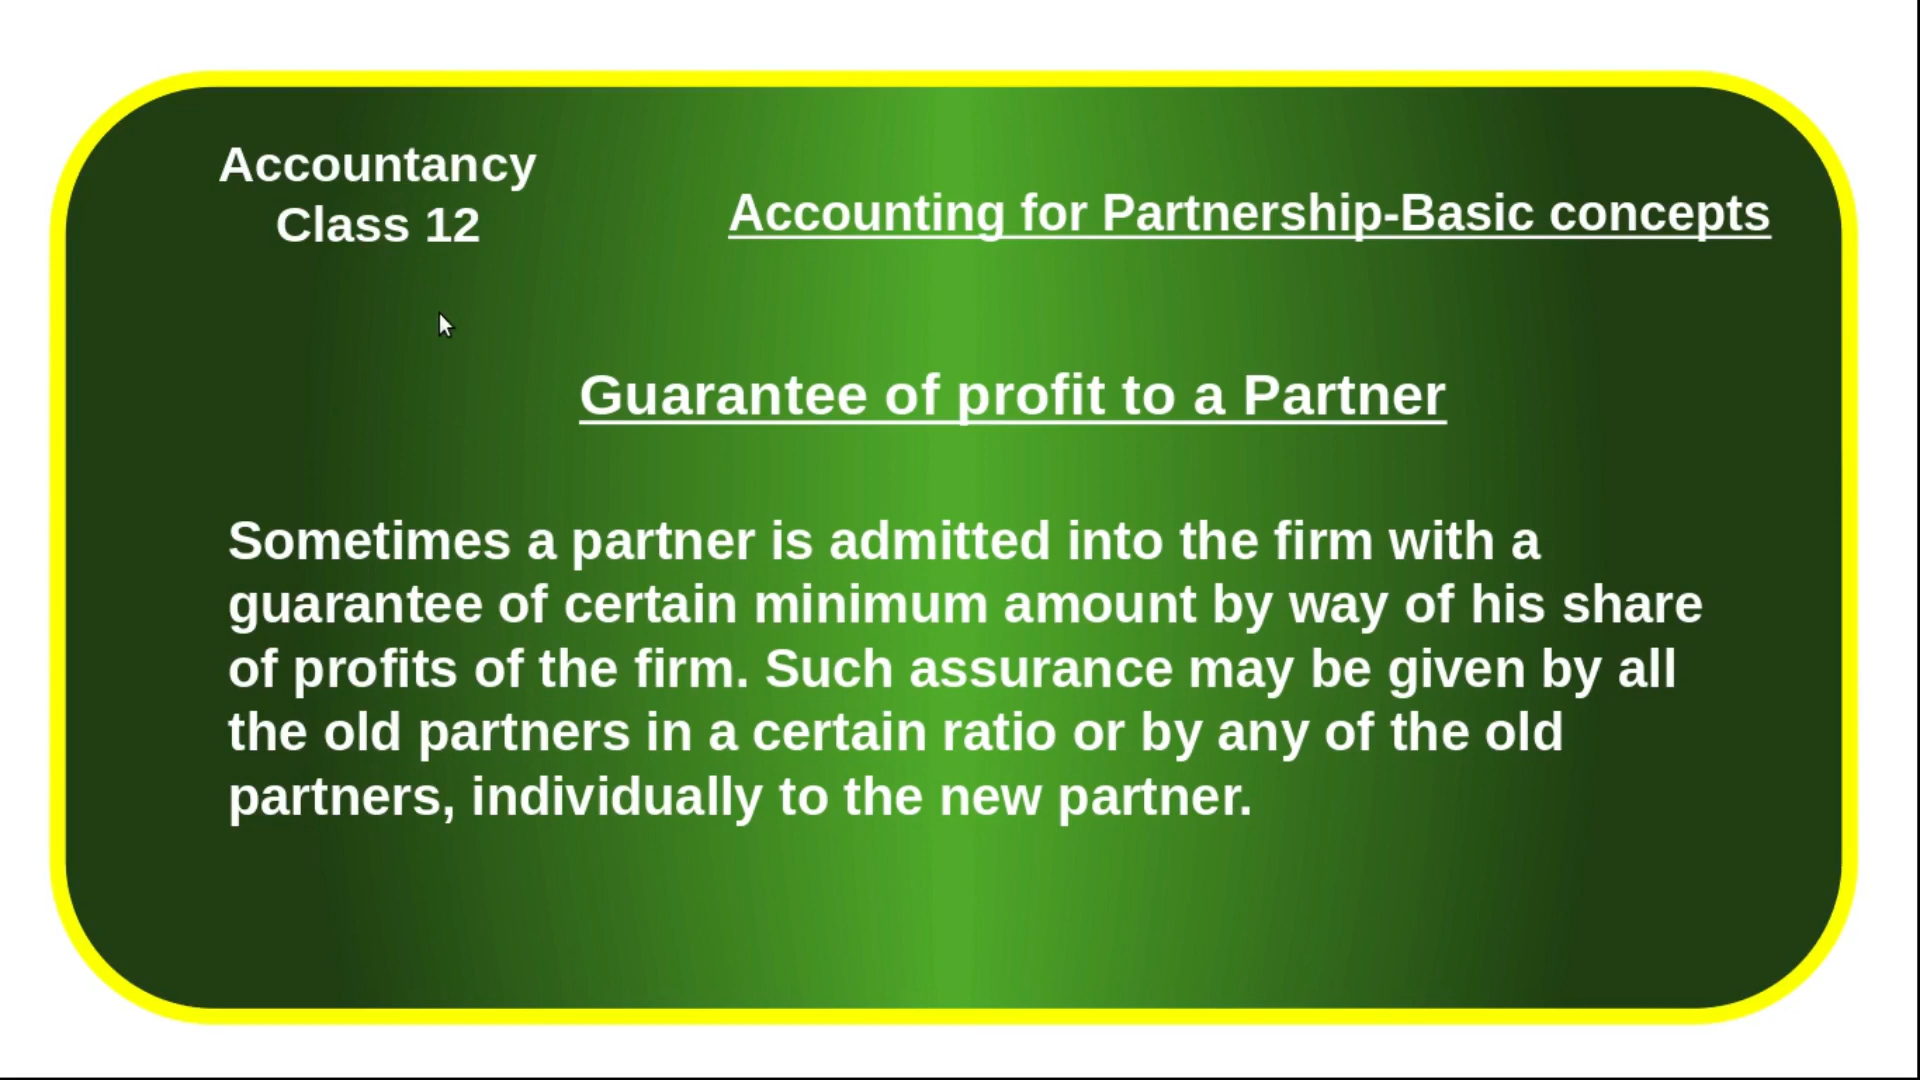 Accountancy
Class 12
Accounting for Partnership-Basic concepts
Guarantee of profit to a Partner
Sometimes a partner is admitted into the firm with a
guarantee of certain minimum amount by way of his share
of profits of the firm. Such assurance may be given by all
the old partners in a certain ratio or by any of the old
partners, individually to the new partner.